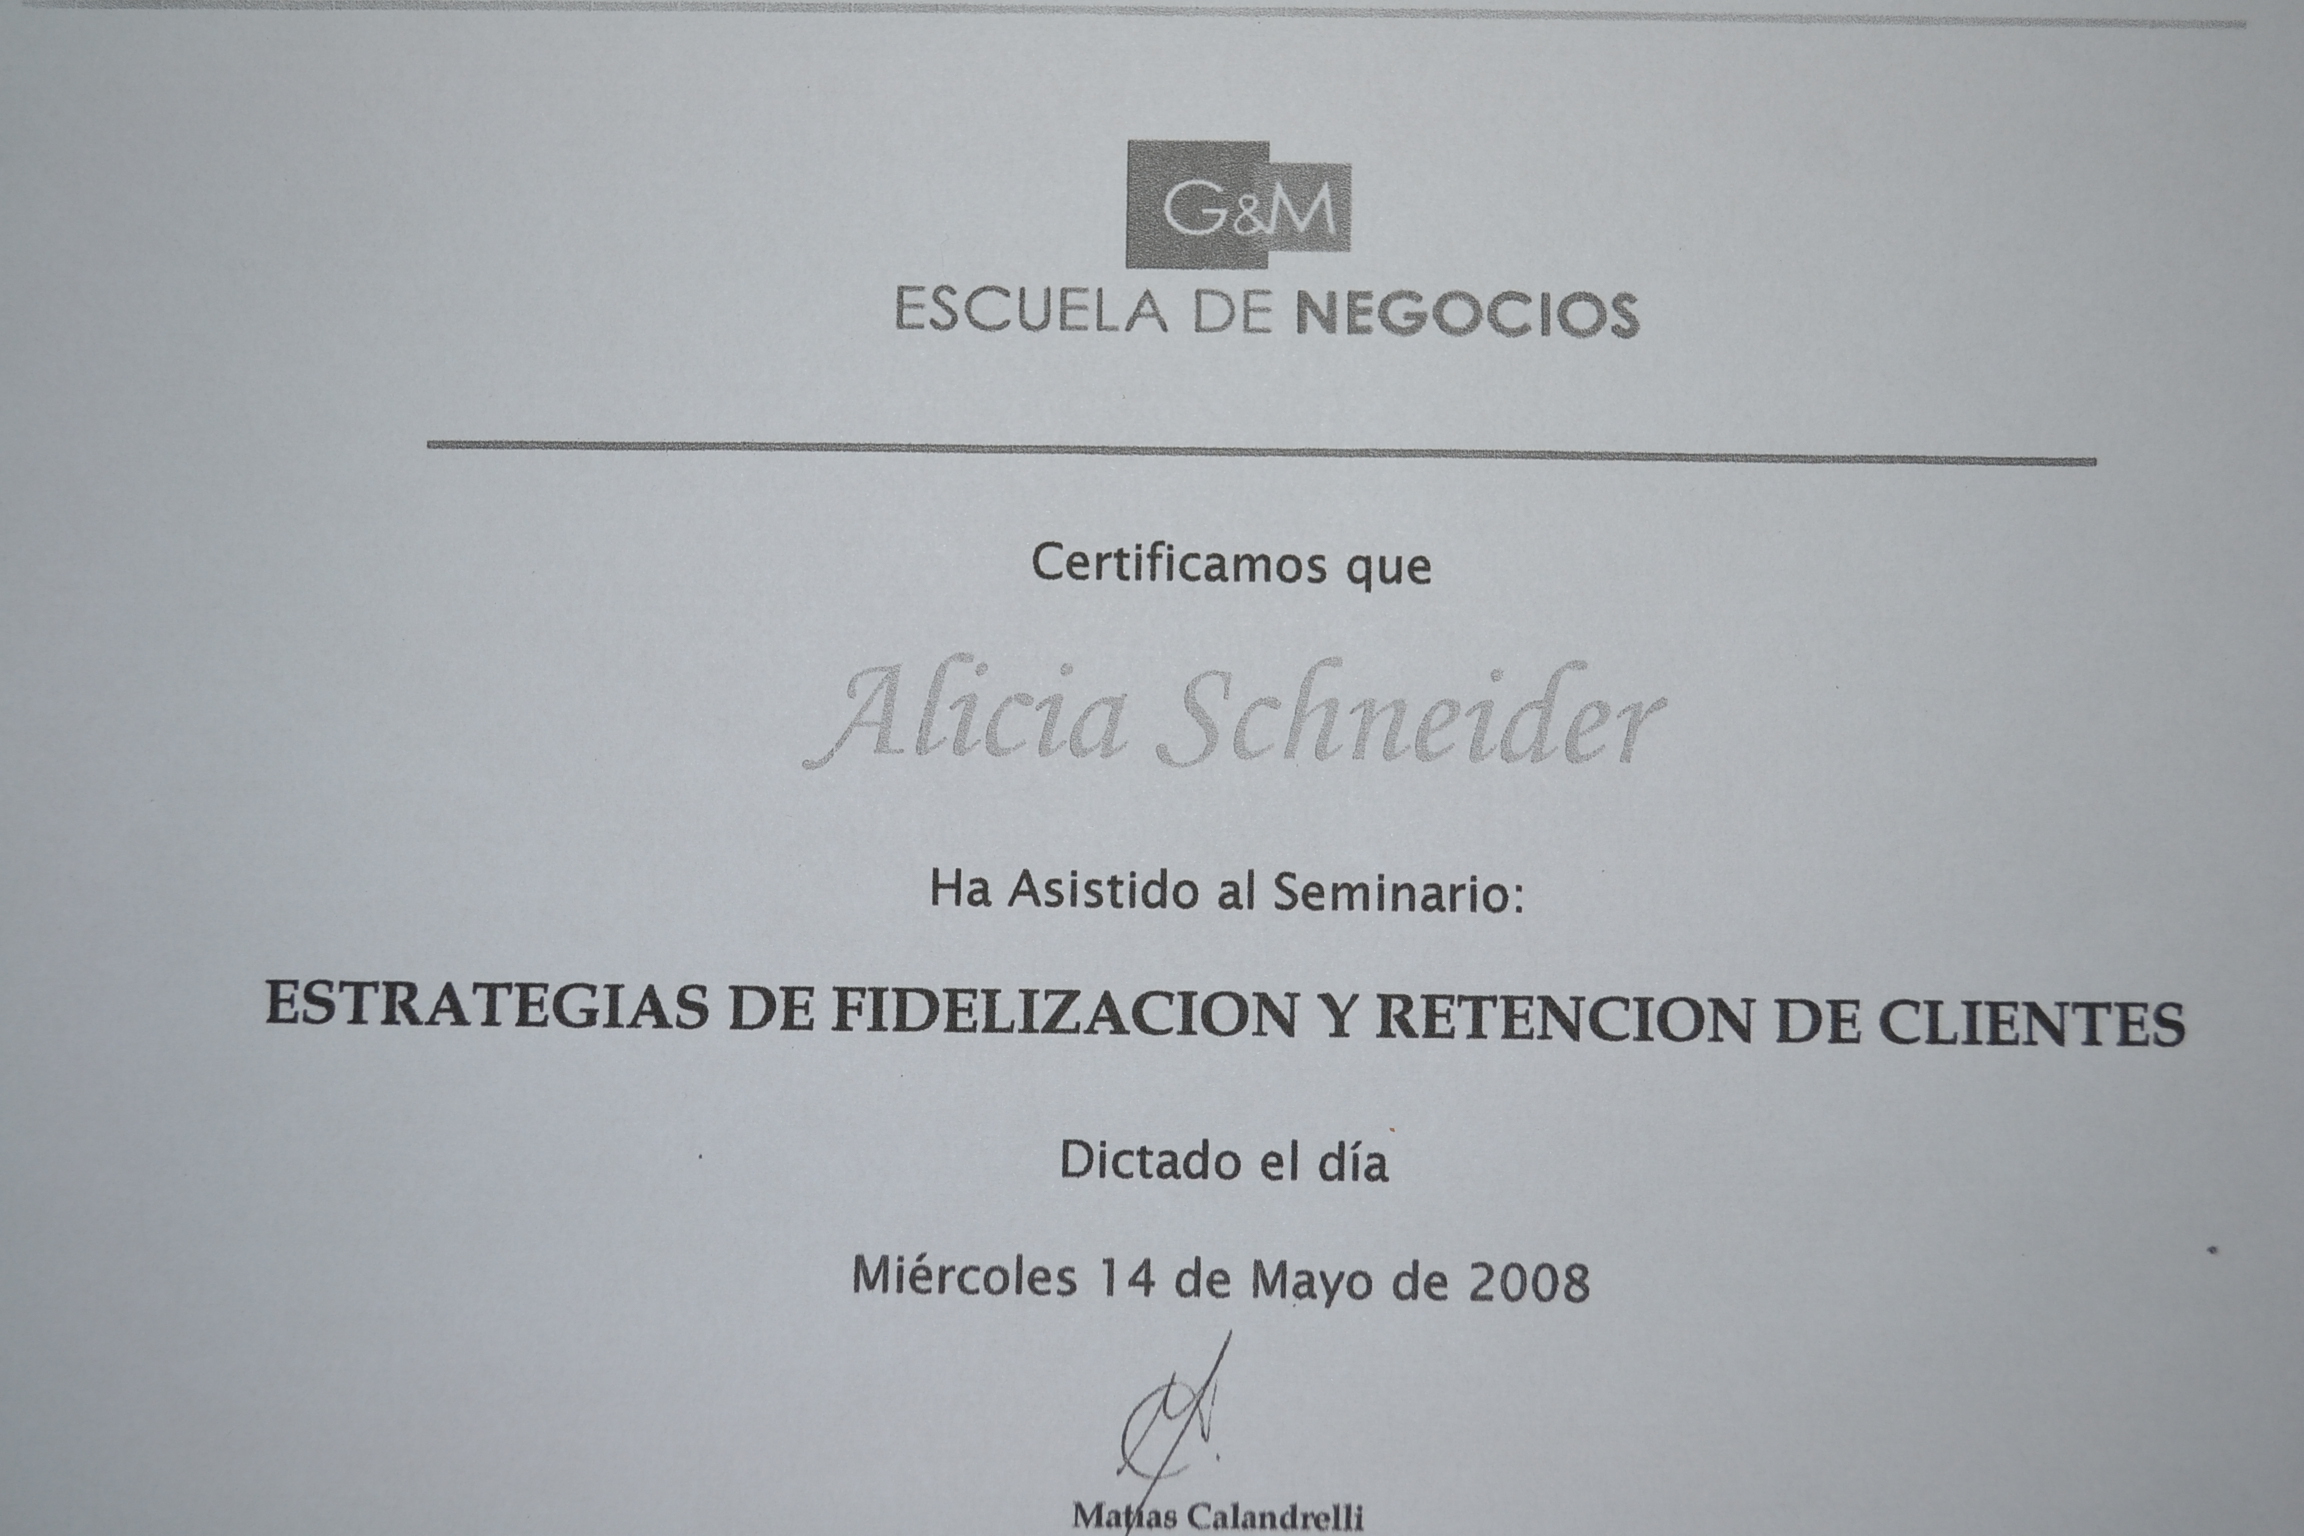 G&M
ESCUELA DE NEGOCIOS
Certificamos que
Alicia Schneider
Ha Asistido al Seminario:
ESTRATEGIAS DE FIDELIZACION Y RETENCION DE CLIENTES
Dictado el día
Miércoles 14 de Mayo de 2008
Matías Calandrelli